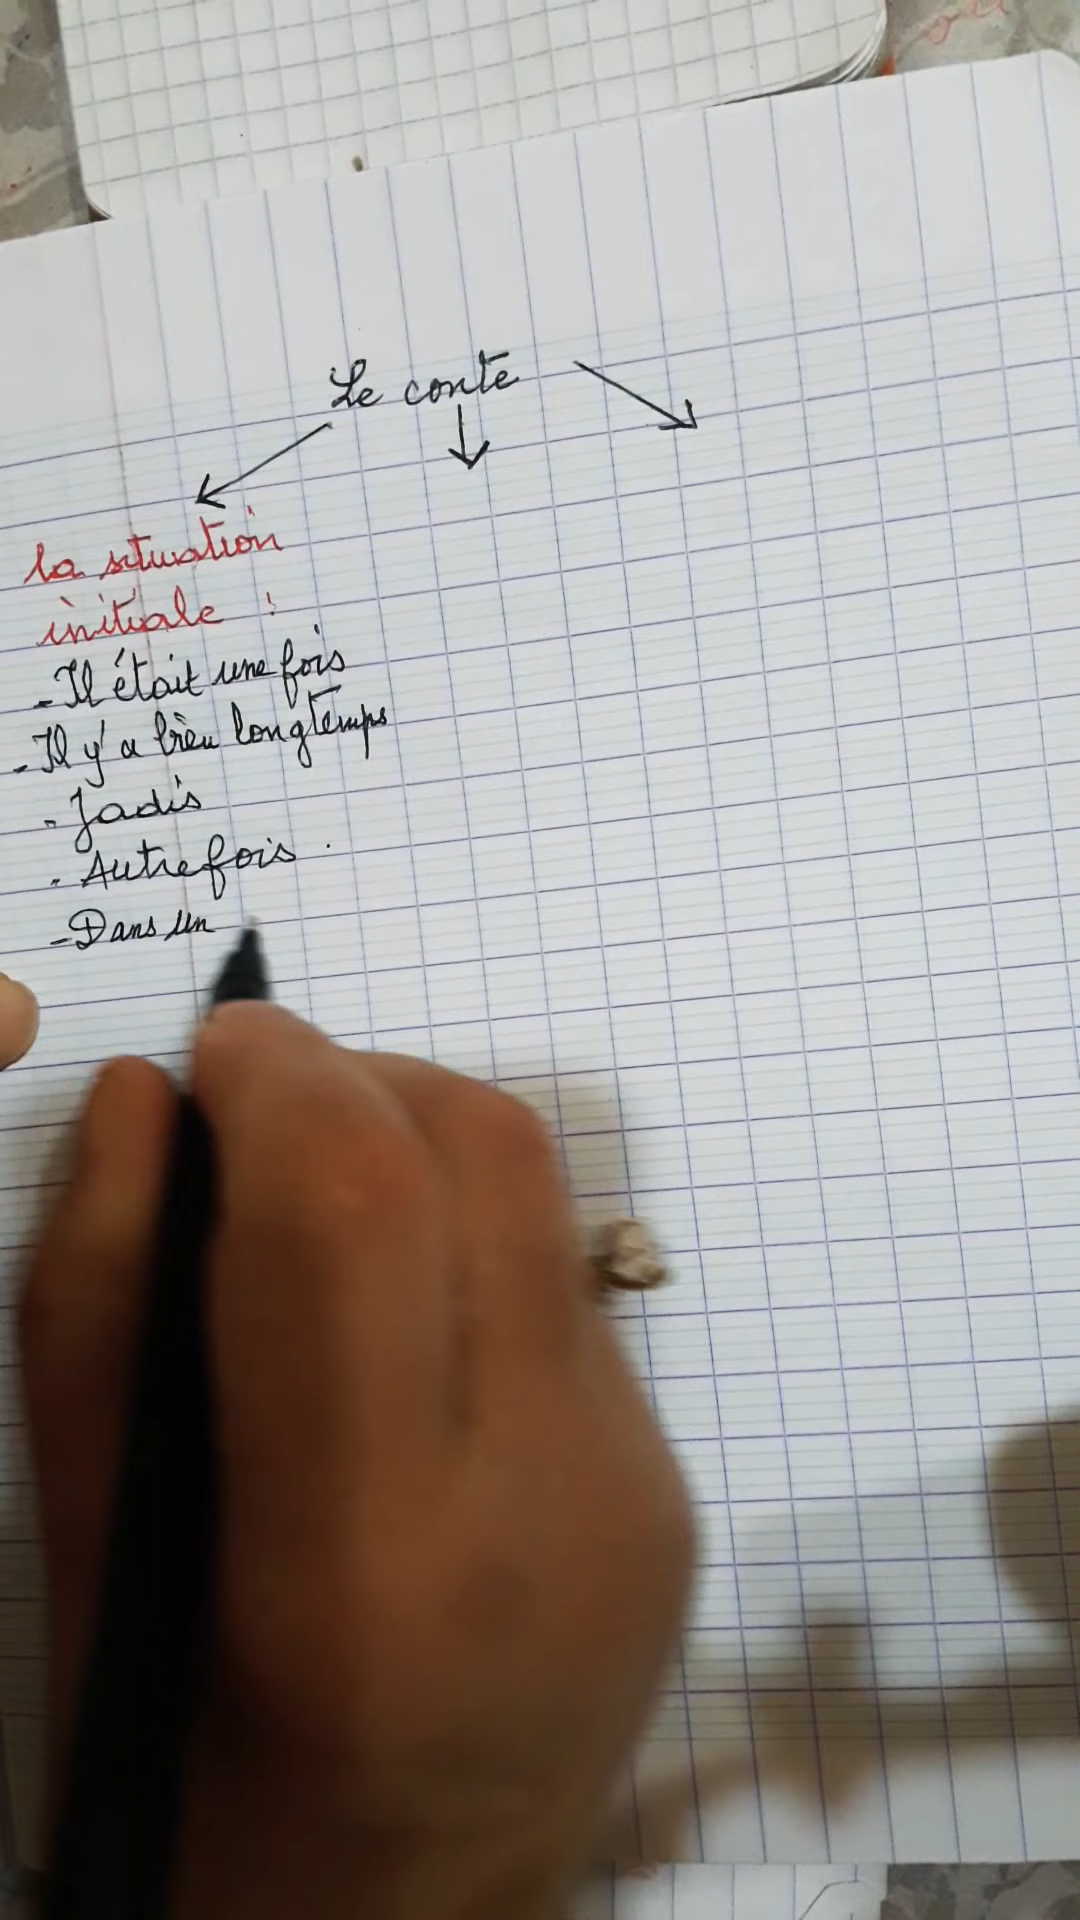 Le conte
la situation
initiale :
- Il était une fois
- Il y'a bien longtemps
- Jadis
- Autrefois.
- Dans un